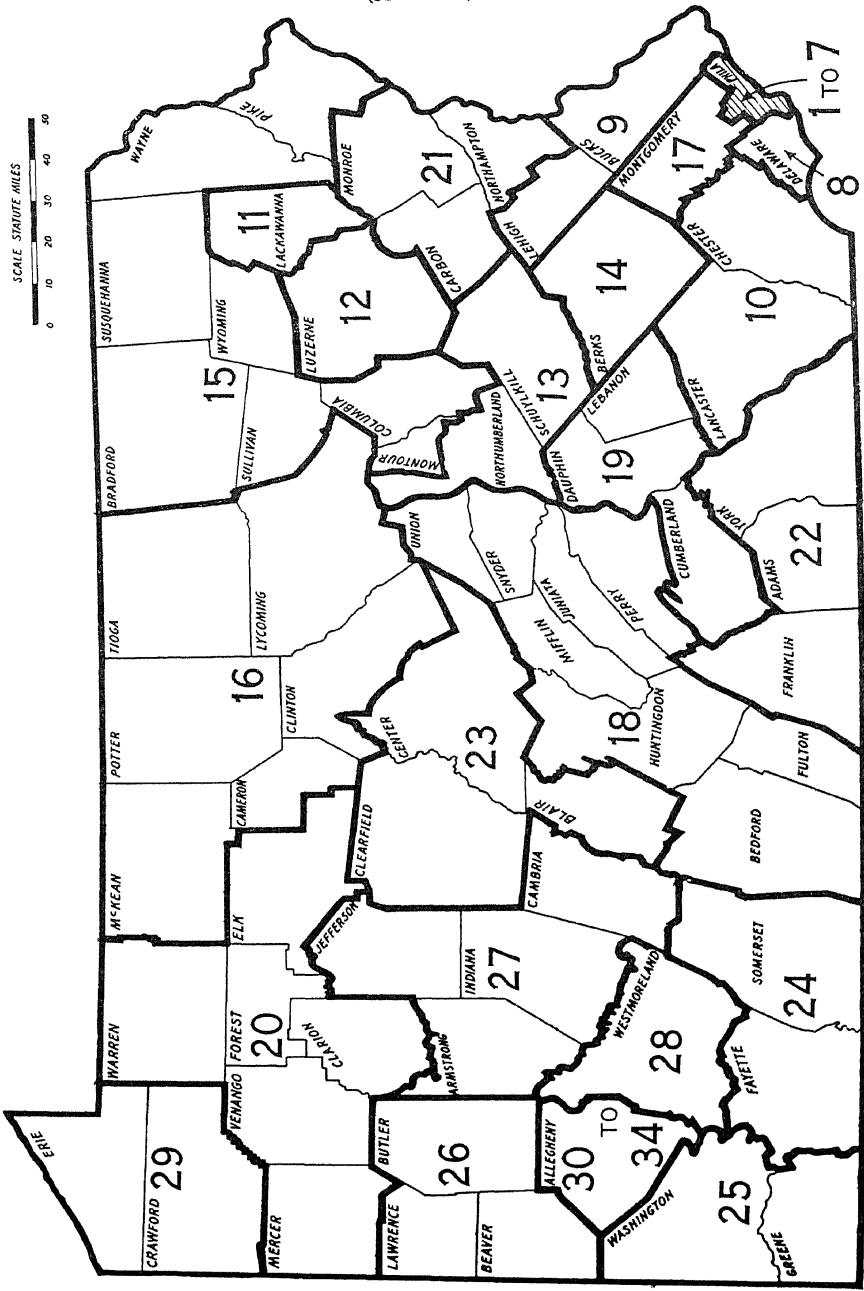 SCALE STATUTE MILES
0 10 20 30 40 50
ERIE
CRAWFORD
29
WARREN
McKEAN
POTTER
TIOGA
BRADFORD
SUSQUEHANNA
WAYNE
PIKE
MERCER
VENANGO
FOREST
20
CLARION
ELK
CAMERON
16
CLINTON
LYCOMING
SULLIVAN
15
WYOMING
11
LACKAWANNA
LUZERNE
12
MONROE
21
NORTHAMPTON
CARBON
LAWRENCE
BUTLER
26
BEAVER
ARMSTRONG
JEFFERSON
CLEARFIELD
CENTER
23
UNION
MONTOUR
COLUMBIA
NORTHUMBERLAND
SCHUYLKILL
13
LEHIGH
BUCKS
9
ALLEGHENY
30
TO
34
WESTMORELAND
28
INDIANA
27
CAMBRIA
BLAIR
HUNTINGDON
18
MIFFLIN
JUNIATA
SNYDER
PERRY
DAUPHIN
19
LEBANON
BERKS
14
MONTGOMERY
17
PHILA
1 TO 7
DELAWARE
8
WASHINGTON
25
GREENE
FAYETTE
SOMERSET
24
BEDFORD
FULTON
FRANKLIN
CUMBERLAND
ADAMS
22
YORK
LANCASTER
CHESTER
10